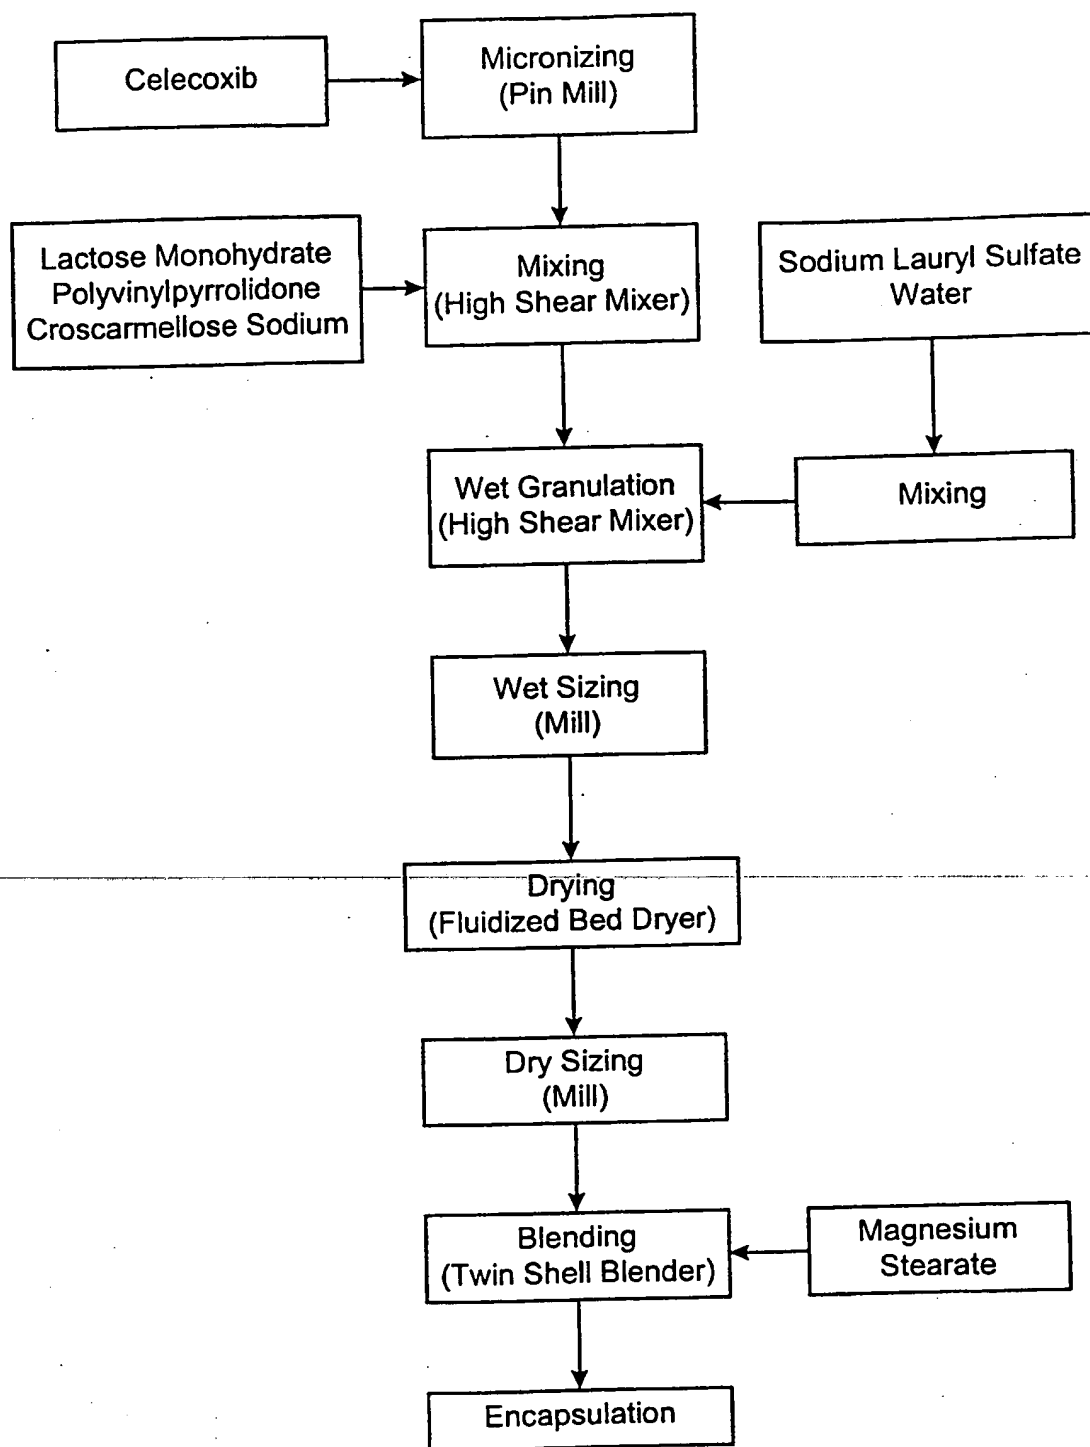 Celecoxib
Micronizing
(Pin Mill)
Lactose Monohydrate
Polyvinylpyrrolidone
Croscarmellose Sodium
Mixing
(High Shear Mixer)
Sodium Lauryl Sulfate
Water
Wet Granulation
(High Shear Mixer)
Mixing
Wet Sizing
(Mill)
Drying
(Fluidized Bed Dryer)
Dry Sizing
(Mill)
Blending
(Twin Shell Blender)
Magnesium
Stearate
Encapsulation